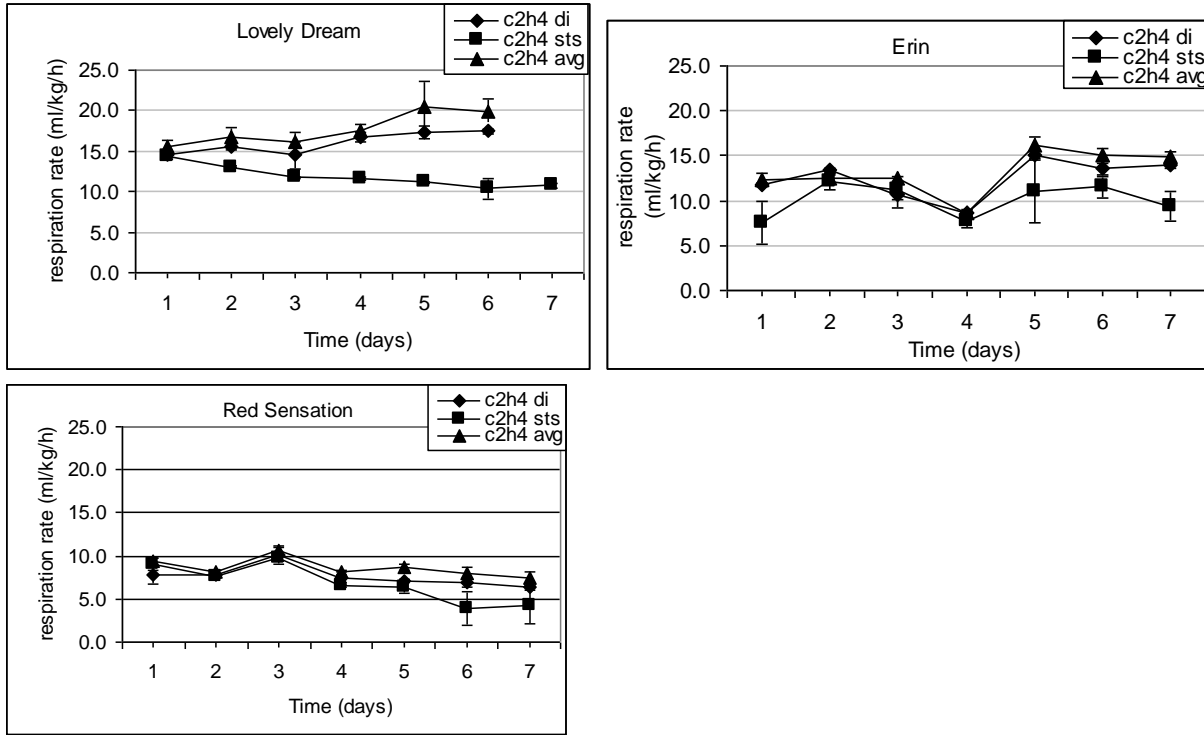 Lovely Dream
c2h4 di
c2h4 sts
c2h4 avg
respiration rate (ml/kg/h)
25.0
20.0
15.0
10.0
5.0
0.0
1 2 3 4 5 6 7
Time (days)
Erin
c2h4 di
c2h4 sts
c2h4 avg
respiration rate
(ml/kg/h)
25.0
20.0
15.0
10.0
5.0
0.0
1 2 3 4 5 6 7
Time (days)
Red Sensation
c2h4 di
c2h4 sts
c2h4 avg
respiration rate (ml/kg/h)
25.0
20.0
15.0
10.0
5.0
0.0
1 2 3 4 5 6 7
Time (days)